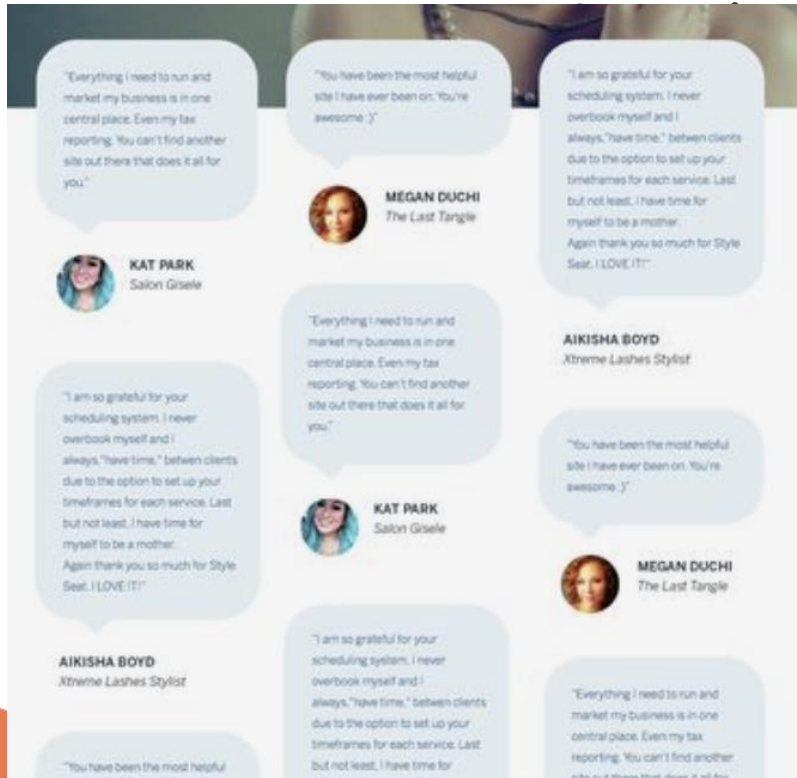 "Everything I need to run and
market my business is in one
central place. Even my tax
reporting. You can't find another
site out there that does it all for
you."
KAT PARK
Salon Gisele
"I am so grateful for your
scheduling system. I never
overbook myself and I
always,"have time," betwen clients
due to the option to set up your
timeframes for each service. Last
but not least, I have time for
myself to be a mother.
Again thank you so much for Style
Seat, I LOVE IT!"
AIKISHA BOYD
Xtreme Lashes Stylist
"You have been the most helpful
"You have been the most helpful
site I have ever been on. You're
awesome :)"
MEGAN DUCHI
The Last Tangle
"Everything I need to run and
market my business is in one
central place. Even my tax
reporting. You can't find another
site out there that does it all for
you."
KAT PARK
Salon Gisele
"I am so grateful for your
scheduling system. I never
overbook myself and I
always,"have time," betwen clients
due to the option to set up your
timeframes for each service. Last
but not least, I have time for
"I am so grateful for your
scheduling system. I never
overbook myself and I
always,"have time," betwen clients
due to the option to set up your
timeframes for each service. Last
but not least, I have time for
myself to be a mother.
Again thank you so much for Style
Seat, I LOVE IT!"
AIKISHA BOYD
Xtreme Lashes Stylist
"You have been the most helpful
site I have ever been on. You're
awesome :)"
MEGAN DUCHI
The Last Tangle
"Everything I need to run and
market my business is in one
central place. Even my tax
reporting. You can't find another
site out there that does it all for